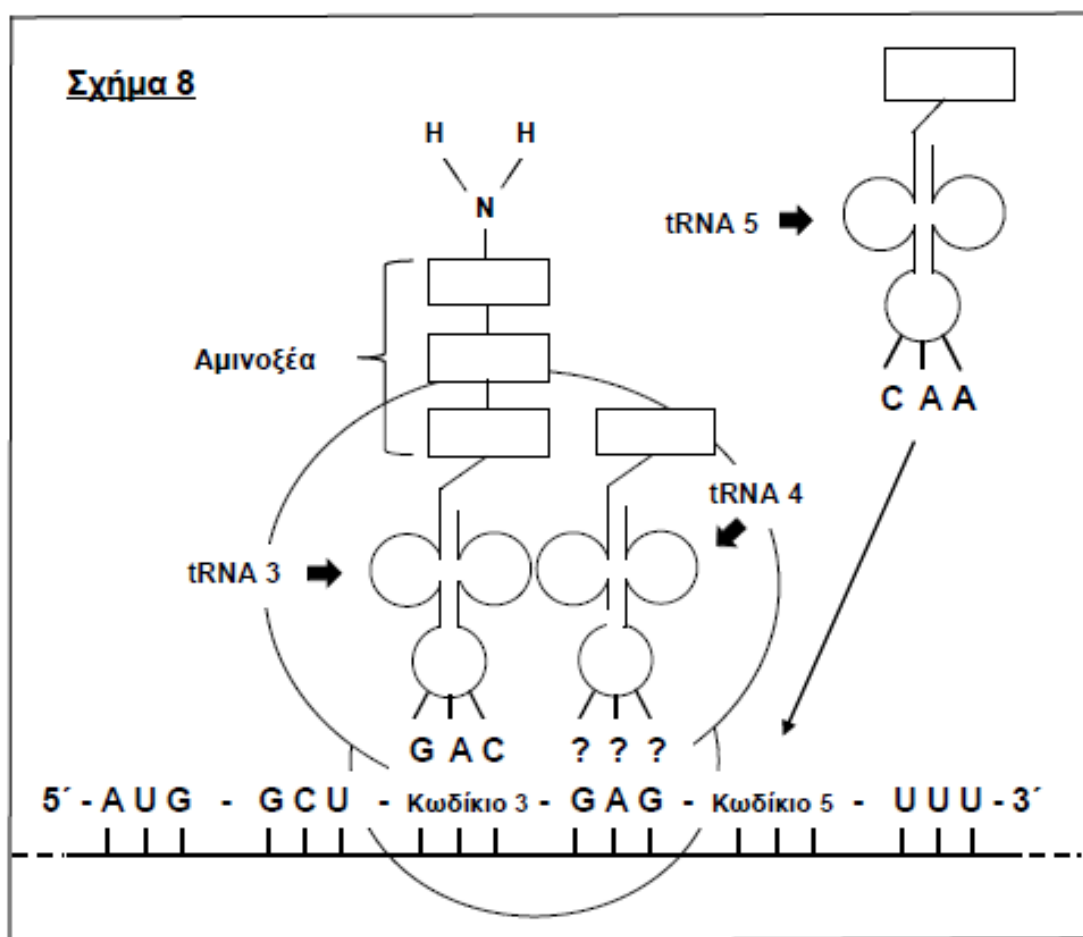 Σχήμα 8
H H
N
tRNA 5
Αμινοξέα
C A A
tRNA 4
tRNA 3
G A C ? ? ?
5´ - A U G - G C U - Κωδίκιο 3 - G A G - Κωδίκιο 5 - U U U - 3´